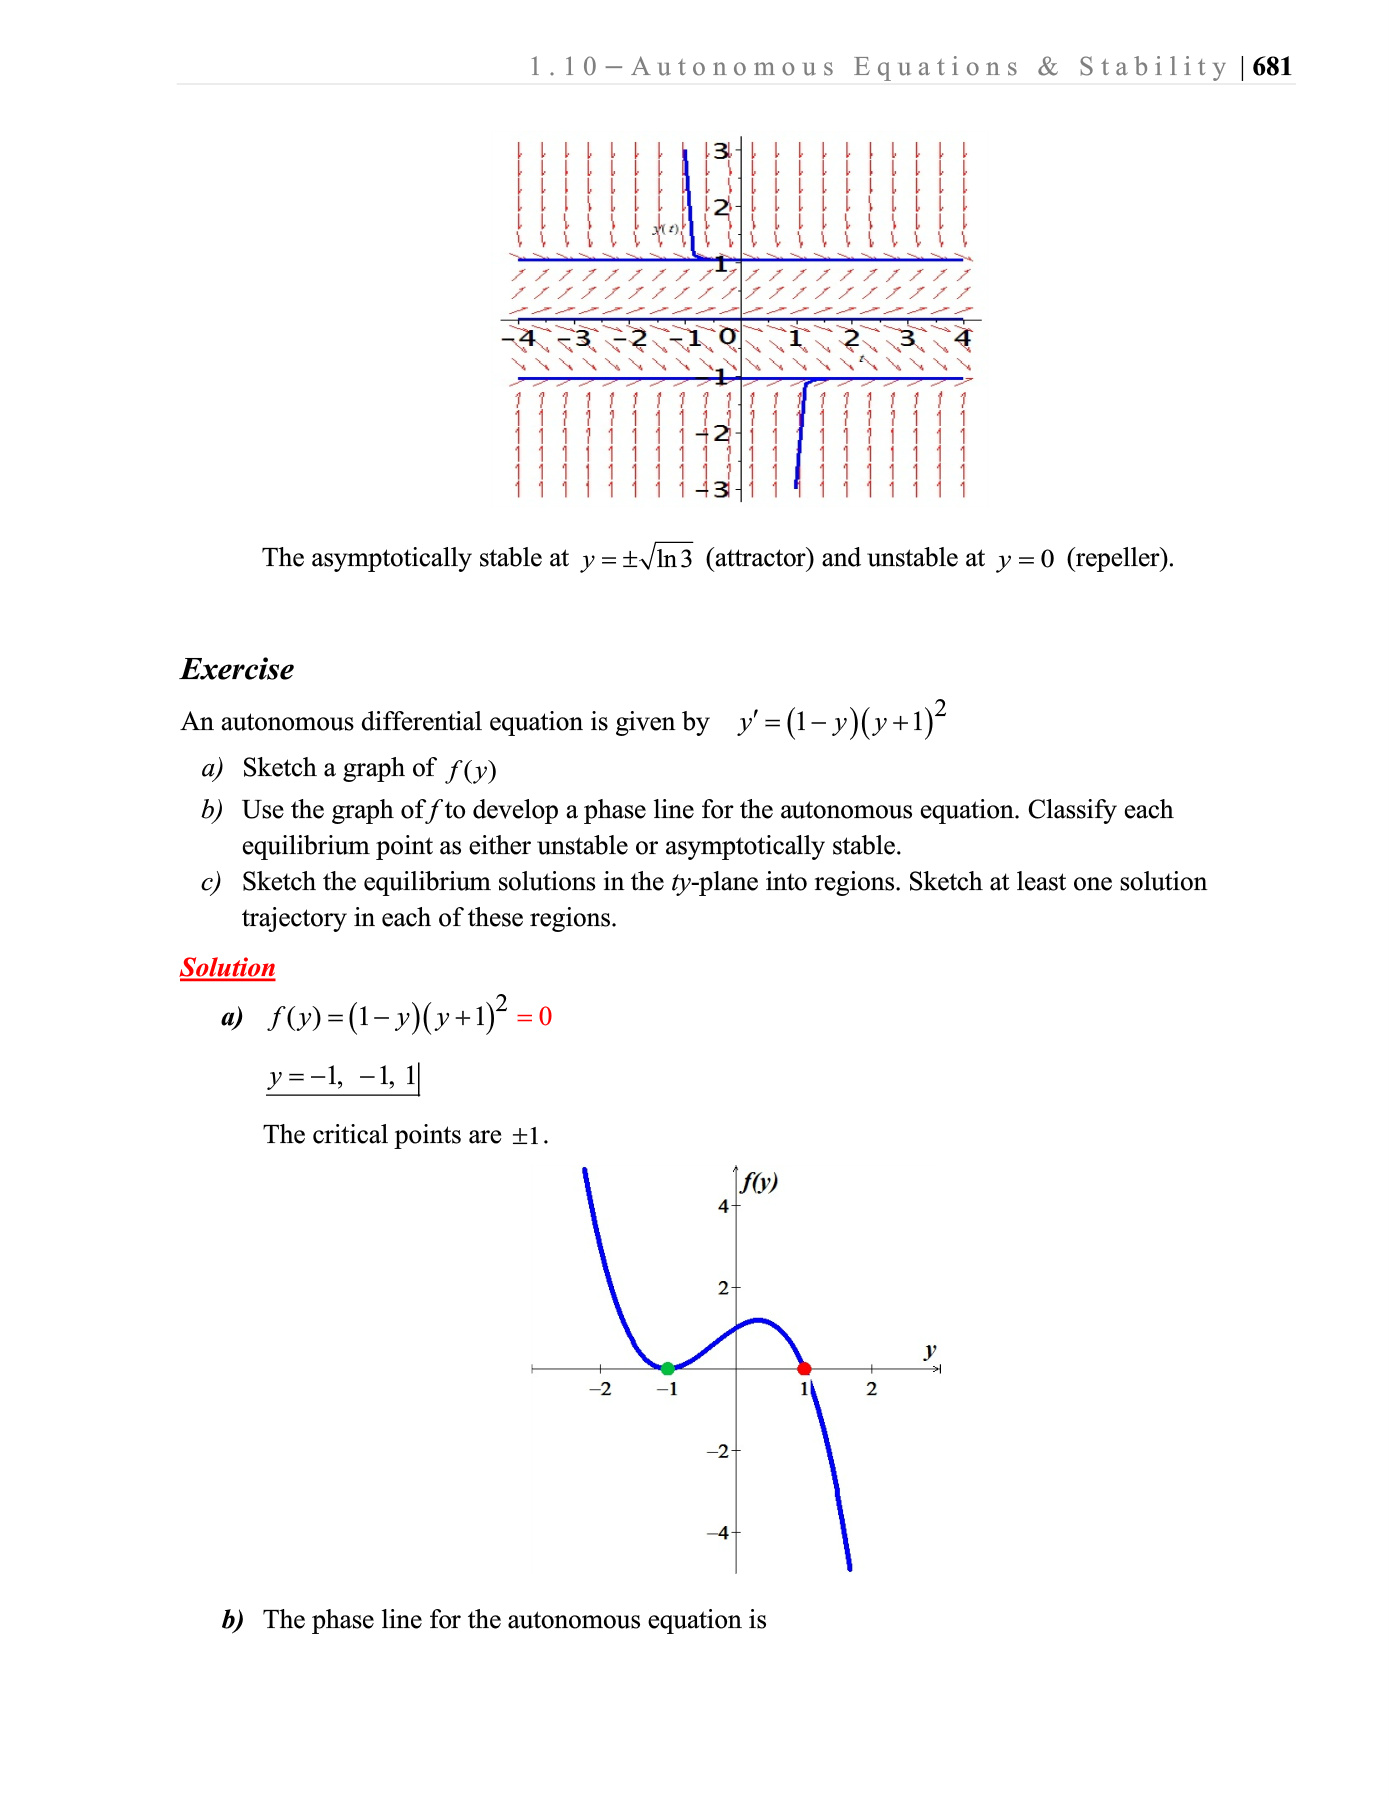 1.10 – Autonomous Equations & Stability | 681
3
2
y(t)
1
−4 −3 −2 −1 0 1 2 3 4
t
−1
−2
−3
The asymptotically stable at y = ±√ln 3 (attractor) and unstable at y = 0 (repeller).
Exercise
An autonomous differential equation is given by y′ = (1 − y)(y + 1)²
a) Sketch a graph of f(y)
b) Use the graph of f to develop a phase line for the autonomous equation. Classify each
equilibrium point as either unstable or asymptotically stable.
c) Sketch the equilibrium solutions in the ty-plane into regions. Sketch at least one solution
trajectory in each of these regions.
Solution
a) f(y) = (1 − y)(y + 1)² = 0
y = −1, −1, 1|
The critical points are ±1.
f(y)
4
2
y
−2 −1 1 2
−2
−4
b) The phase line for the autonomous equation is